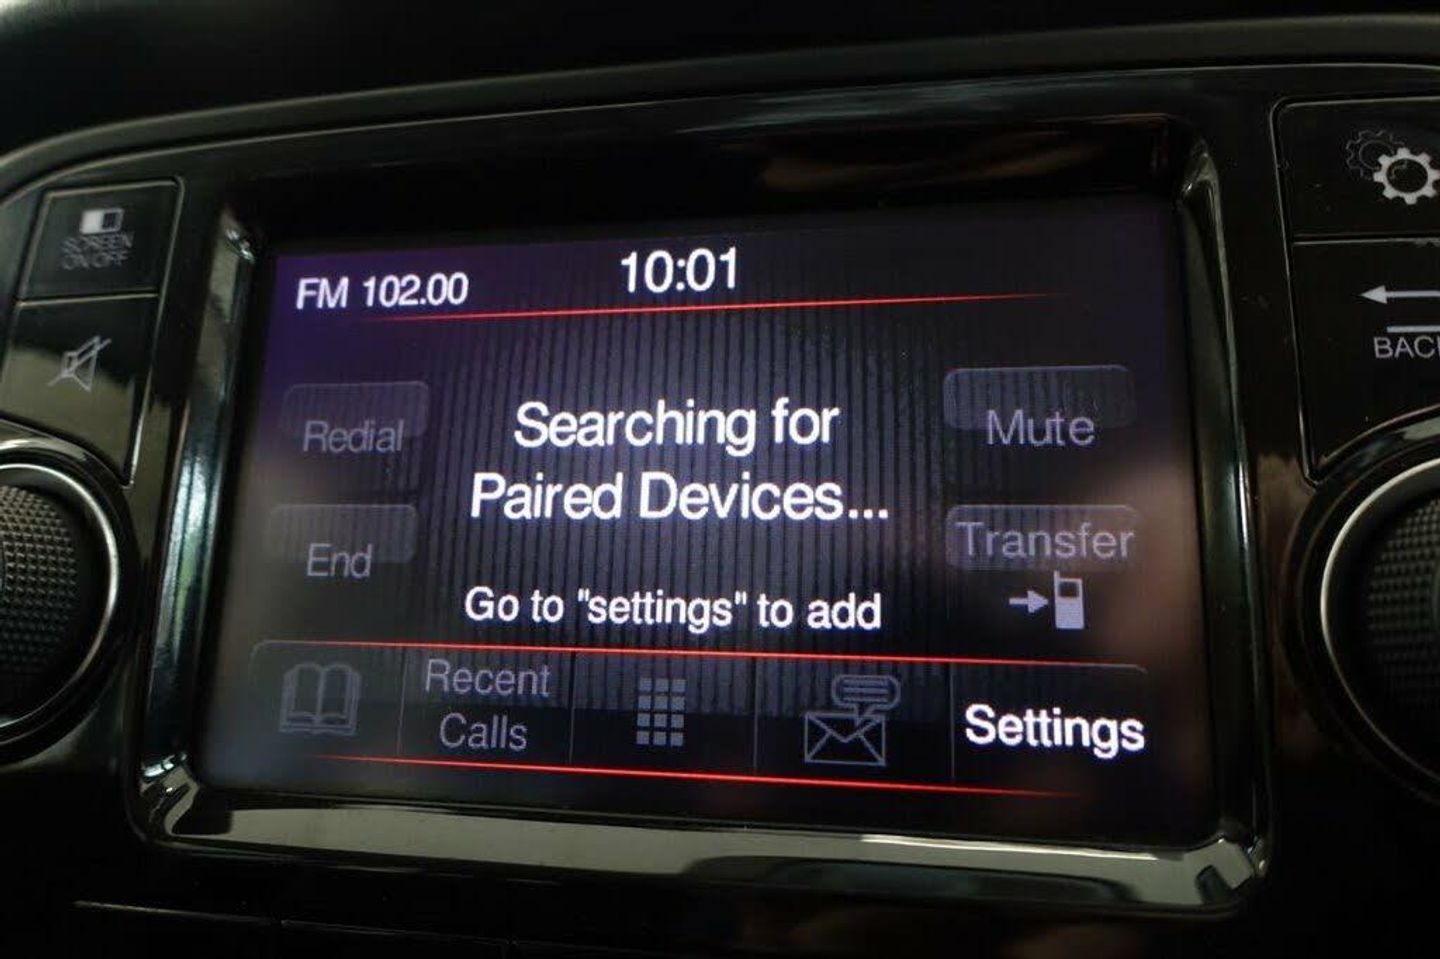 SCREEN
ON/OFF
FM 102.00
10:01
Redial
Searching for
Paired Devices...
Mute
End
Transfer
Go to "settings" to add
Recent
Calls
Settings
BACK